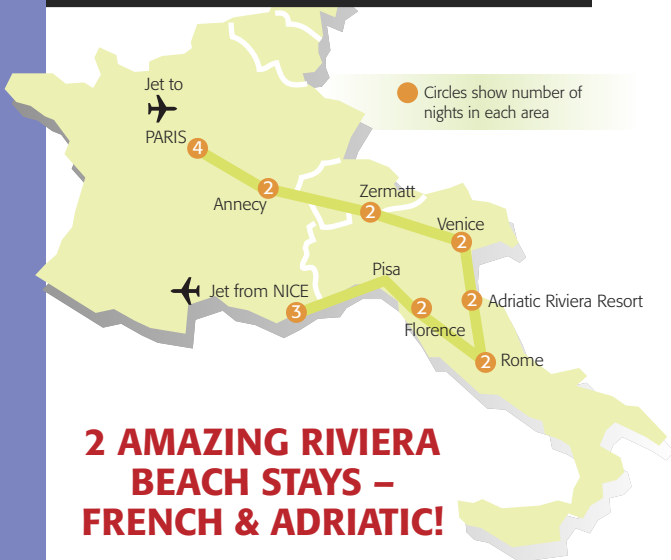 Jet to
PARIS
4
Circles show number of
nights in each area
2
Annecy
Zermatt
2
Venice
2
Pisa
Jet from NICE
3
2
Florence
2
Adriatic Riviera Resort
2
Rome
2 AMAZING RIVIERA
BEACH STAYS –
FRENCH & ADRIATIC!